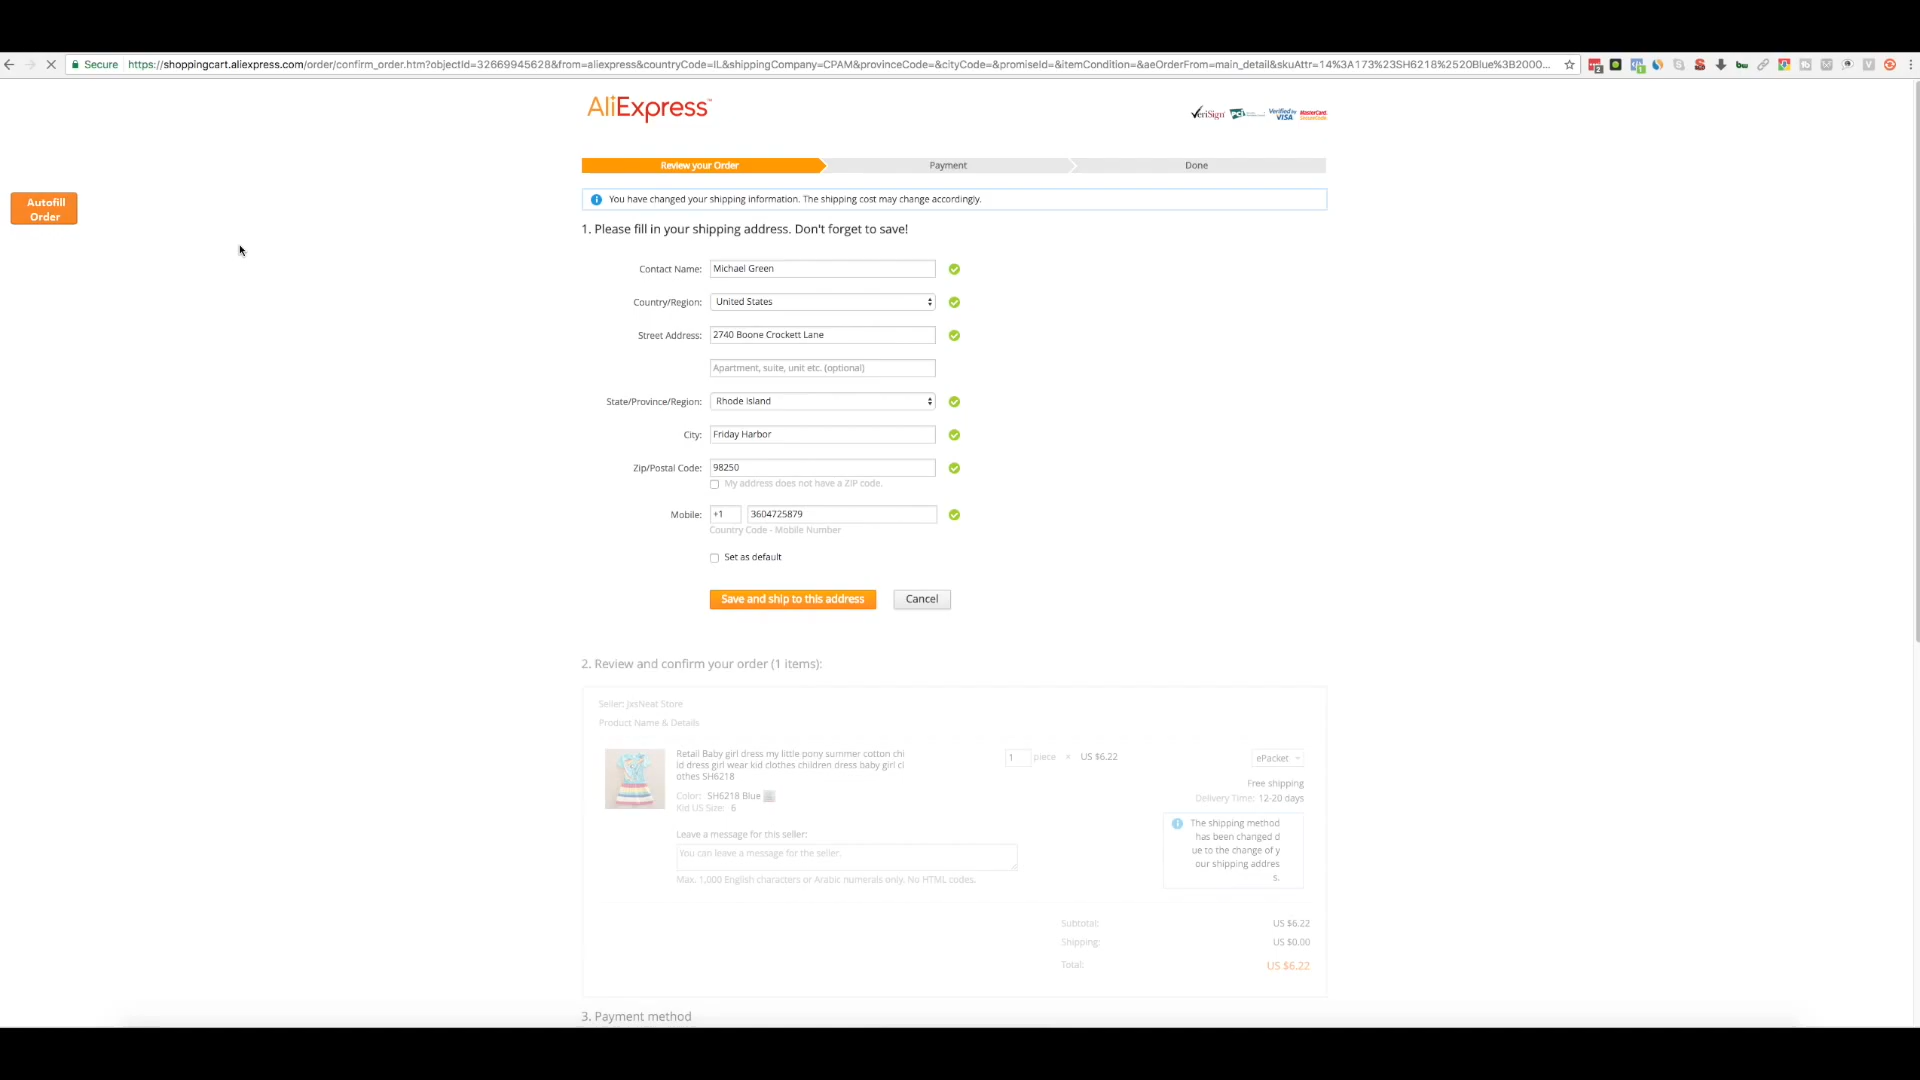 Secure https://shoppingcart.aliexpress.com/order/confirm_order.htm?objectId=32669945628&from=aliexpress&countryCode=IL&shippingCompany=CPAM&provinceCode=&cityCode=&promiseId=&itemCondition=&aeOrderFrom=main_detail&skuAttr=14%3A173%23SH6218%2520Blue%3B2000...
AliExpress
VeriSign Verified by VISA MasterCard
Review your Order Payment Done
Autofill
Order
You have changed your shipping information. The shipping cost may change accordingly.
1. Please fill in your shipping address. Don't forget to save!
Contact Name: Michael Green
Country/Region: United States
Street Address: 2740 Boone Crockett Lane
Apartment, suite, unit etc. (optional)
State/Province/Region: Rhode Island
City: Friday Harbor
Zip/Postal Code: 98250
My address does not have a ZIP code.
Mobile: +1 3604725879
Country Code - Mobile Number
Set as default
Save and ship to this address Cancel
2. Review and confirm your order (1 items):
Seller: JxsNeat Store
Product Name & Details
Retail Baby girl dress my little pony summer cotton chi 1 piece × US $6.22 ePacket
ld dress girl wear kid clothes children dress baby girl cl
othes SH6218
Free shipping
Color: SH6218 Blue
Delivery Time: 12-20 days
Kid US Size: 6
The shipping method
has been changed d
ue to the change of y
our shipping addres
s.
Leave a message for this seller:
You can leave a message for the seller.
Max. 1,000 English characters or Arabic numerals only. No HTML codes.
Subtotal: US $6.22
Shipping: US $0.00
Total: US $6.22
3. Payment method